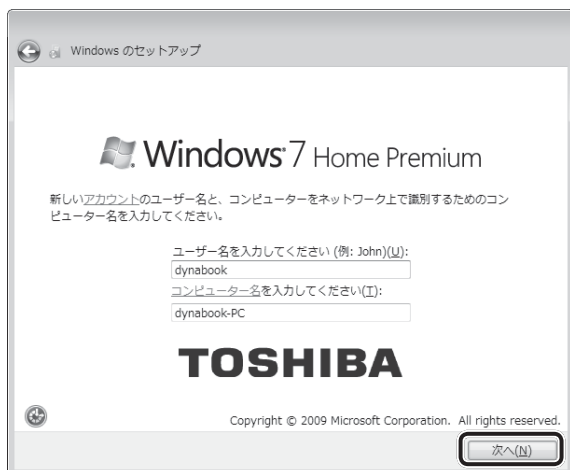 Windows のセットアップ
Windows 7 Home Premium
新しいアカウントのユーザー名と、コンピューターをネットワーク上で識別するためのコン
ピューター名を入力してください。
ユーザー名を入力してください (例: John)(U):
dynabook
コンピューター名を入力してください(T):
dynabook-PC
TOSHIBA
Copyright © 2009 Microsoft Corporation. All rights reserved.
次へ(N)